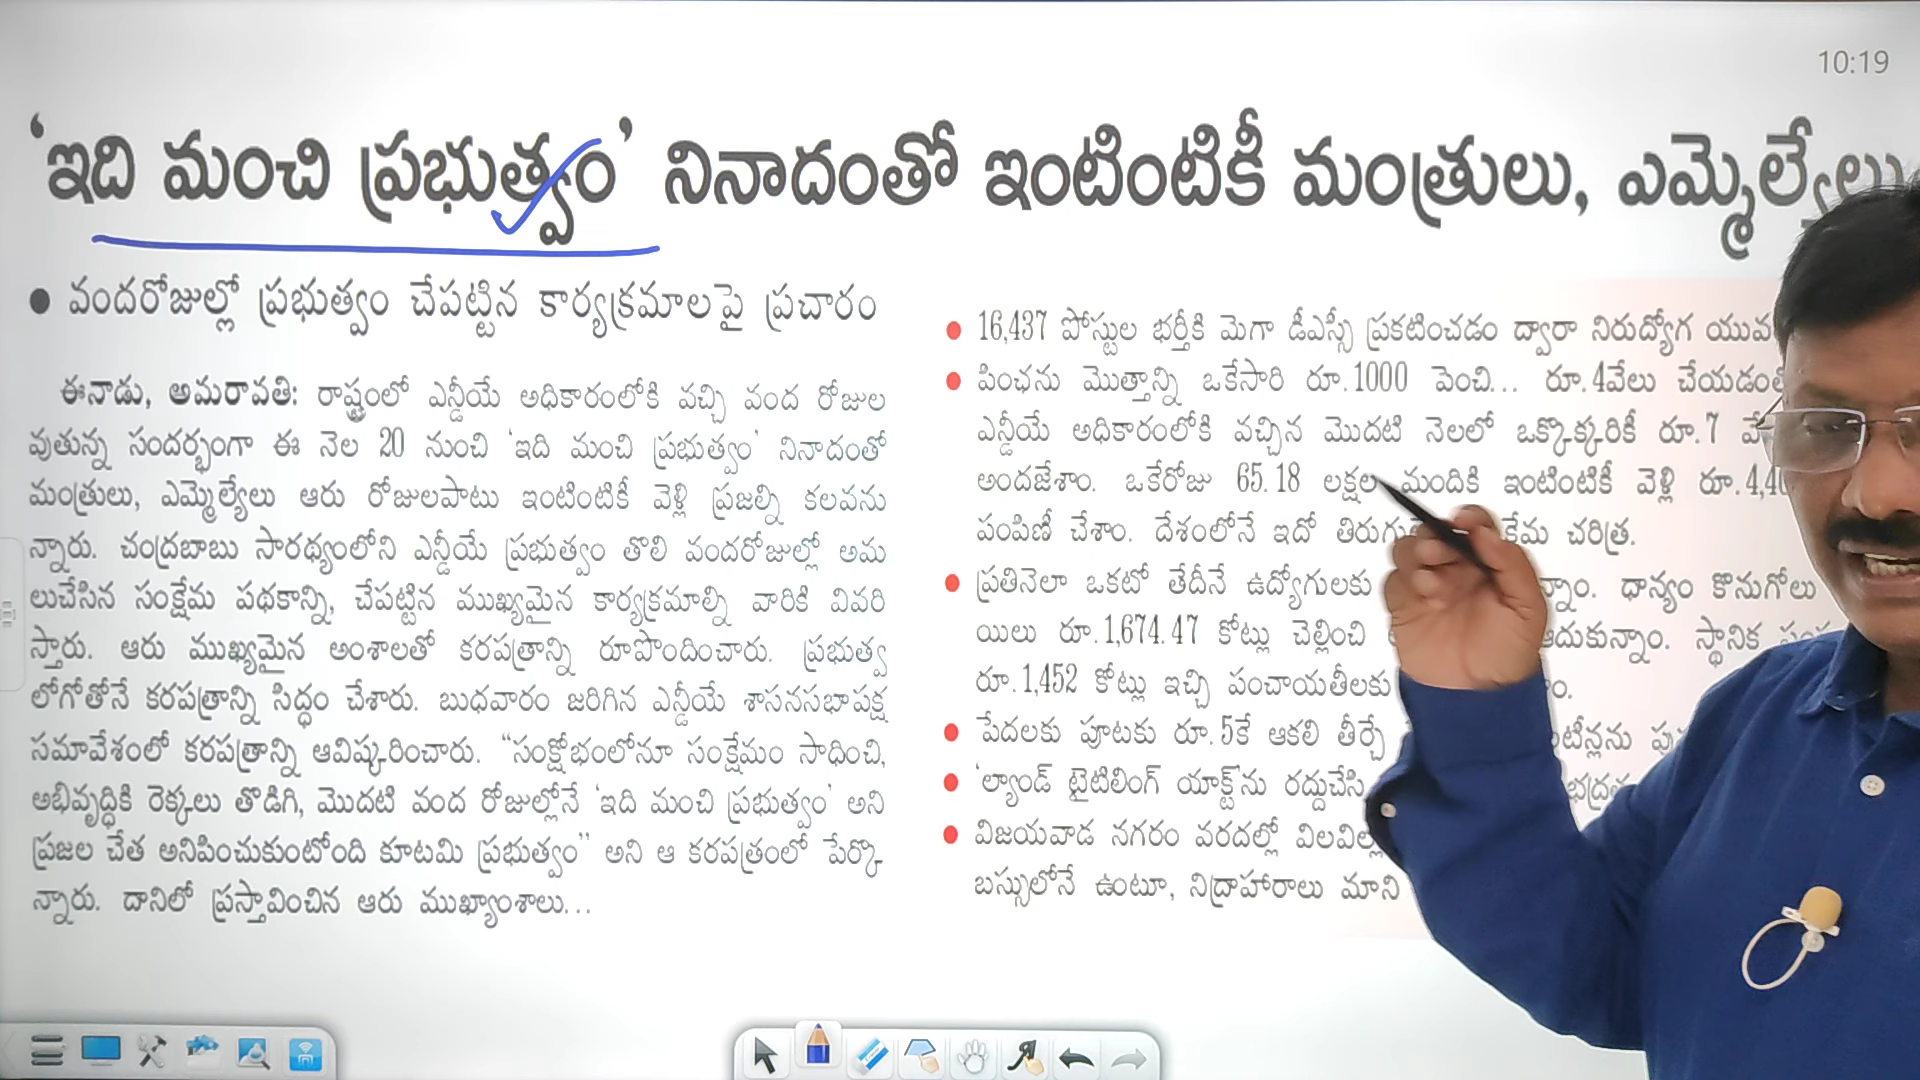 10:19
'ఇది మంచి ప్రభుత్వం' నినాదంతో ఇంటింటికీ మంత్రులు, ఎమ్మెల్యేలు
● వందరోజుల్లో ప్రభుత్వం చేపట్టిన కార్యక్రమాలపై ప్రచారం
ఈనాడు, అమరావతి: రాష్ట్రంలో ఎన్డీయే అధికారంలోకి వచ్చి వంద రోజుల
వుతున్న సందర్భంగా ఈ నెల 20 నుంచి 'ఇది మంచి ప్రభుత్వం' నినాదంతో
మంత్రులు, ఎమ్మెల్యేలు ఆరు రోజులపాటు ఇంటింటికీ వెళ్లి ప్రజల్ని కలవను
న్నారు. చంద్రబాబు సారథ్యంలోని ఎన్డీయే ప్రభుత్వం తొలి వందరోజుల్లో అమ
లుచేసిన సంక్షేమ పథకాన్ని, చేపట్టిన ముఖ్యమైన కార్యక్రమాల్ని వారికి వివరి
స్తారు. ఆరు ముఖ్యమైన అంశాలతో కరపత్రాన్ని రూపొందించారు. ప్రభుత్వ
లోగోతోనే కరపత్రాన్ని సిద్ధం చేశారు. బుధవారం జరిగిన ఎన్డీయే శాసనసభాపక్ష
సమావేశంలో కరపత్రాన్ని ఆవిష్కరించారు. "సంక్షోభంలోనూ సంక్షేమం సాధించి,
అభివృద్ధికి రెక్కలు తొడిగి, మొదటి వంద రోజుల్లోనే 'ఇది మంచి ప్రభుత్వం' అని
ప్రజల చేత అనిపించుకుంటోంది కూటమి ప్రభుత్వం" అని ఆ కరపత్రంలో పేర్కొ
న్నారు. దానిలో ప్రస్తావించిన ఆరు ముఖ్యాంశాలు...
● 16,437 పోస్టుల భర్తీకి మెగా డీఎస్సీ ప్రకటించడం ద్వారా నిరుద్యోగ
● పింఛను మొత్తాన్ని ఒకేసారి రూ.1000 పెంచి... రూ.4వేలు
ఎన్డీయే అధికారంలోకి వచ్చిన మొదటి నెలలో ఒక్కొక్కరికీ రూ.7
అందజేశాం. ఒకేరోజు 65.18 లక్షల మందికి ఇంటింటికీ వెళ్లి
పంపిణీ చేశాం. దేశంలోనే ఇదో చరిత్ర.
● ప్రతినెలా ఒకటో తేదీనే ఉద్యోగులకు ధాన్యం కొనుగోలు
యిలు రూ.1,674.47 కోట్లు చెల్లించి ఆదుకున్నాం. స్థానిక
రూ.1,452 కోట్లు ఇచ్చి పంచాయతీలకు
● పేదలకు పూటకు రూ.5కే ఆకలి తీర్చే
● 'ల్యాండ్ టైటిలింగ్ యాక్ట్'ను రద్దుచేసి
● విజయవాడ నగరం వరదల్లో
బస్సులోనే ఉంటూ, నిద్రాహారాలు మాని